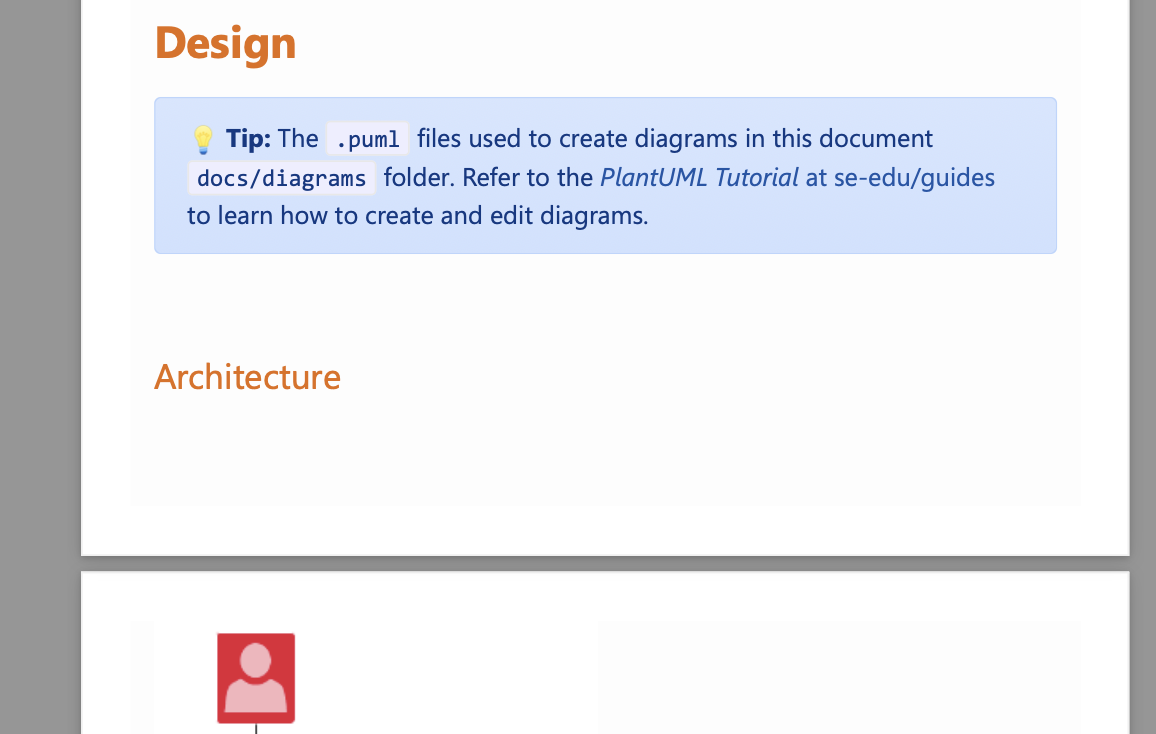 Design
💡 Tip: The .puml files used to create diagrams in this document
docs/diagrams folder. Refer to the PlantUML Tutorial at se-edu/guides
to learn how to create and edit diagrams.
Architecture